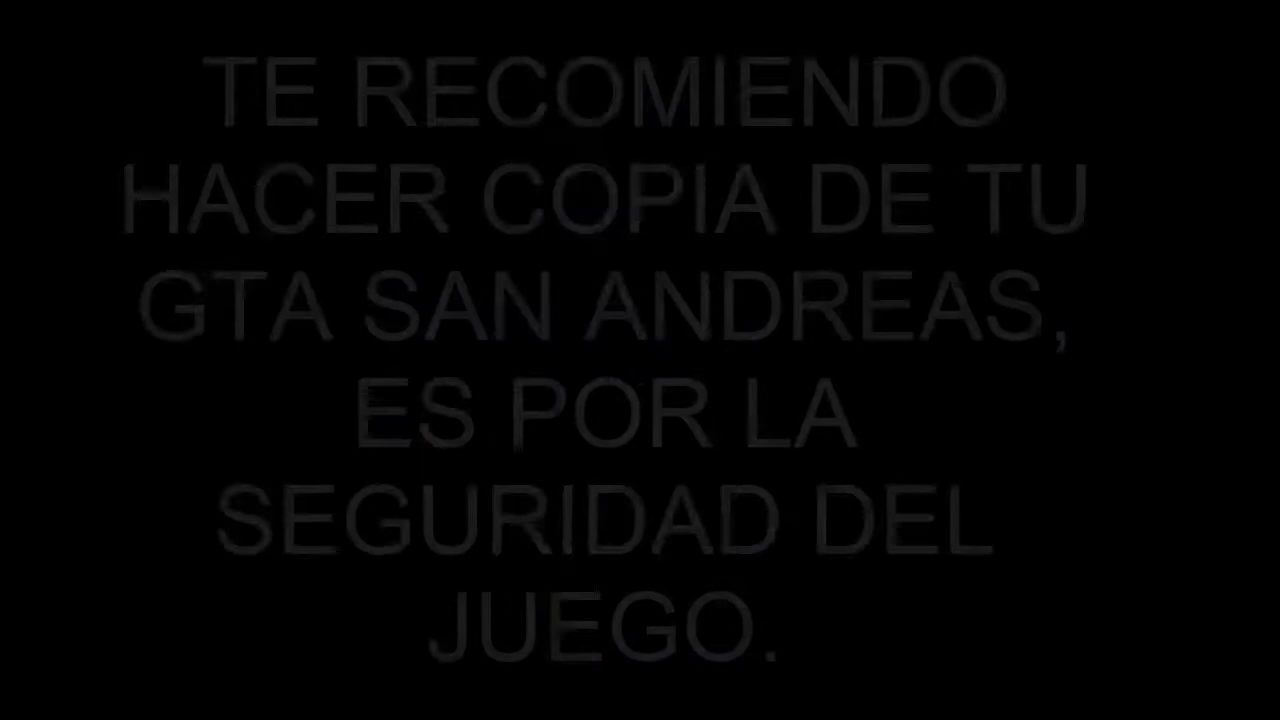 TE RECOMIENDO
HACER COPIA DE TU
GTA SAN ANDREAS,
ES POR LA
SEGURIDAD DEL
JUEGO.